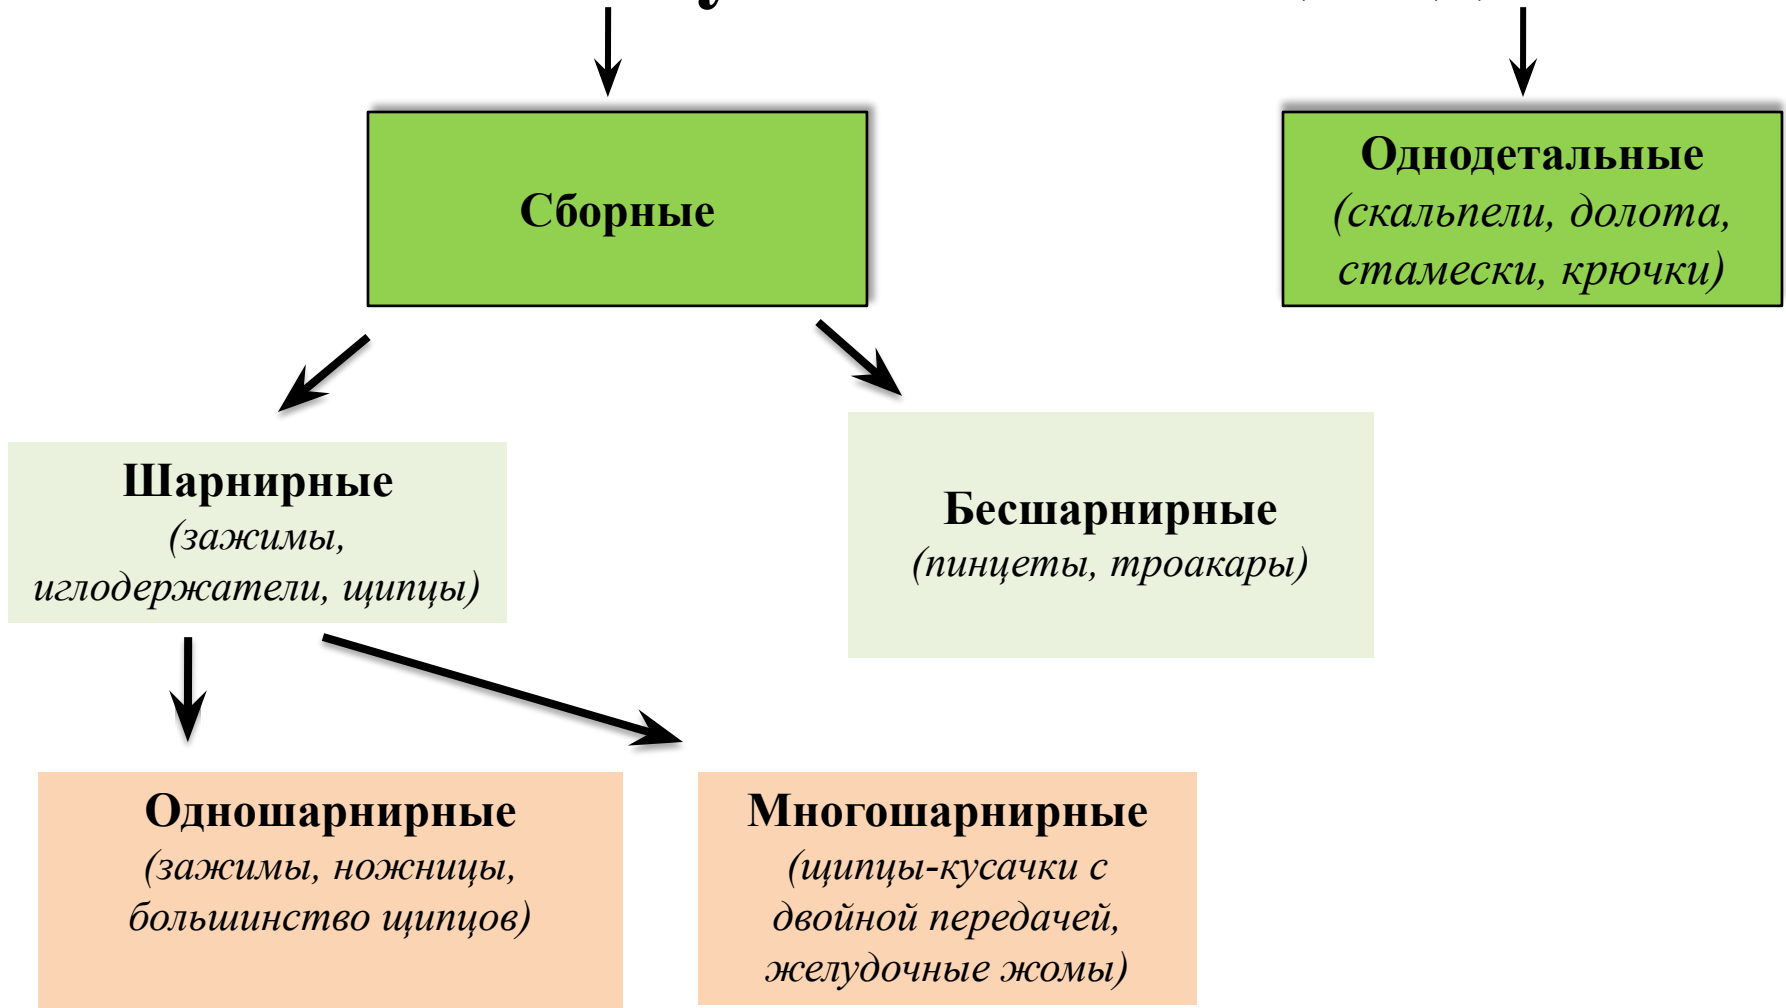 Сборные
Однодетальные
(скальпели, долота,
стамески, крючки)
Шарнирные
(зажимы,
иглодержатели, щипцы)
Бесшарнирные
(пинцеты, троакары)
Одношарнирные
(зажимы, ножницы,
большинство щипцов)
Многошарнирные
(щипцы-кусачки с
двойной передачей,
желудочные жомы)